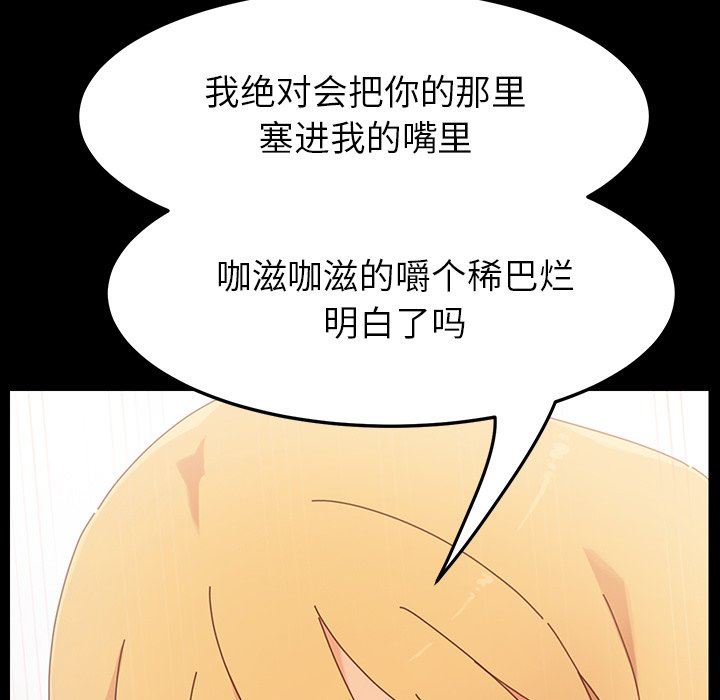 我绝对会把你的那里
塞进我的嘴里
咖滋咖滋的嚼个稀巴烂
明白了吗